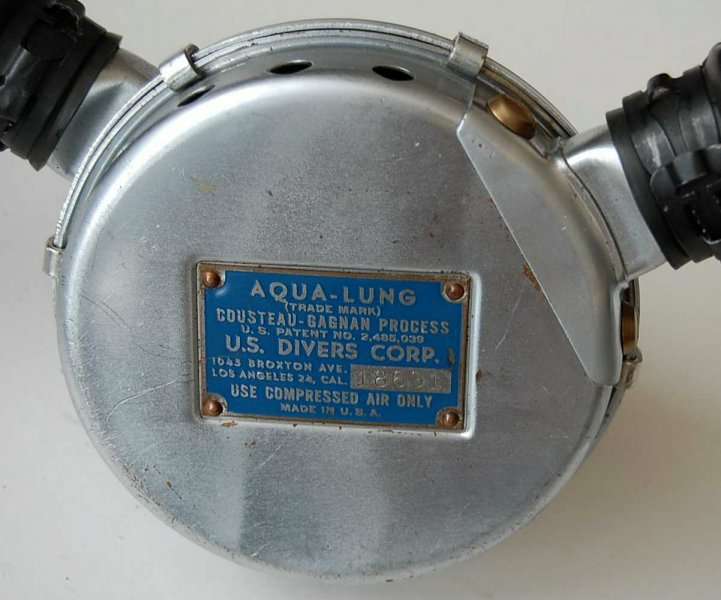 AQUA-LUNG
(TRADE MARK)
COUSTEAU-GAGNAN PROCESS
U.S. PATENT NO. 2,485,039
U.S. DIVERS CORP.
1045 BROXTON AVE.
LOS ANGELES 24, CAL. 18631
USE COMPRESSED AIR ONLY
MADE IN U.S.A.